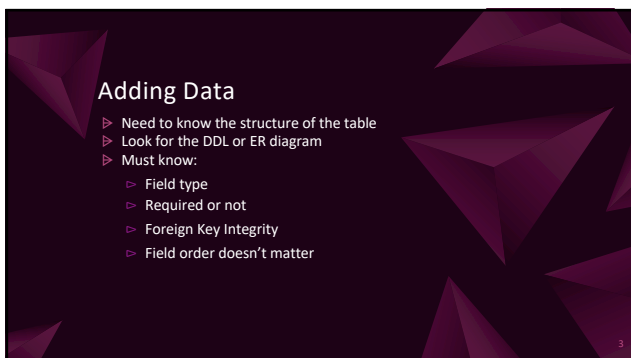 Adding Data
Need to know the structure of the table
Look for the DDL or ER diagram
Must know:
Field type
Required or not
Foreign Key Integrity
Field order doesn’t matter
3